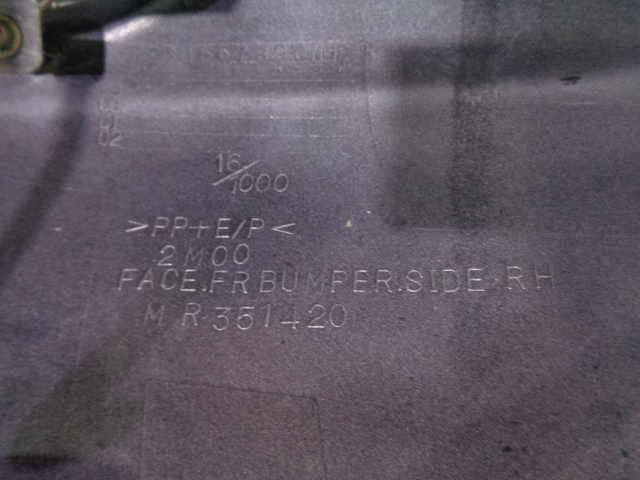 16/1000
>PP+E/P<
2M00
FACE.FR BUMPER.SIDE.RH
MR351420